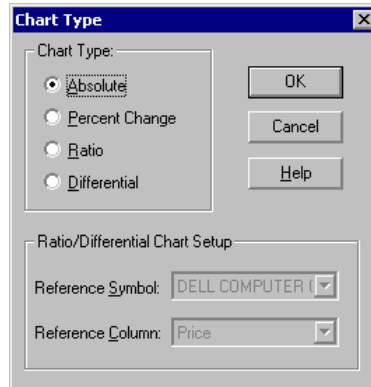 Chart Type
Chart Type:
Absolute
Percent Change
Ratio
Differential
OK
Cancel
Help
Ratio/Differential Chart Setup
Reference Symbol: DELL COMPUTER (
Reference Column: Price